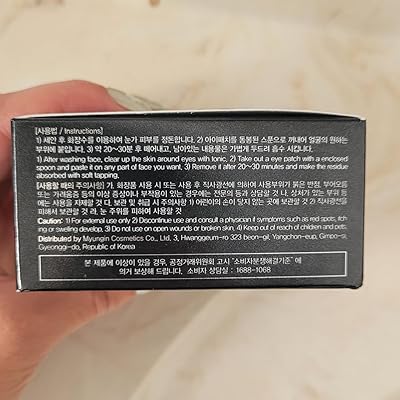 [사용법 / Instructions]
1) 세안 후 화장수를 이용하여 눈가 피부를 정돈합니다. 2) 아이패치를 동봉된 스푼으로 꺼내어 얼굴의 원하는
부위에 붙입니다. 3) 약 20~30분 후 떼어내고, 남아있는 내용물은 가볍게 두드려 흡수 시킵니다.
1) After washing face, clear up the skin around eyes with tonic, 2) Take out a eye patch with a enclosed
spoon and paste it on any part of face you want. 3) Remove it after 20~30 minutes and make the residue
absorbed with soft tapping.
[사용할 때의 주의사항] 가, 화장품 사용 시 또는 사용 후 직사광선에 의하여 사용부위가 붉은 반점, 부어오름
또는 가려움증 등의 이상 증상이나 부작용이 있는 경우에는 전문의 등과 상담할 것 나, 상처가 있는 부위 등
에는 사용을 자제할 것 다, 보관 및 취급 시 주의사항 1) 어린이의 손이 닿지 않는 곳에 보관할 것 2) 직사광선을
피해서 보관할 것 라, 눈 주위를 피하여 사용할 것
Caution: 1) For external use only 2) Discontinue use and consult a physician if symptoms such as red spots, itch-
ing or swelling develop, 3) Do not use on open wounds or broken skin, 4) Keep out of reach of children and pets.
Distributed by Myungin Cosmetics Co., Ltd, 3, Hwanggeum-ro 323 beon-gil, Yangchon-eup, Gimpo-si,
Gyeonggi-do, Republic of Korea
본 제품에 이상이 있을 경우, 공정거래위원회 고시 "소비자분쟁해결기준" 에
의거 보상해 드립니다. 소비자 상담실 : 1688-1068